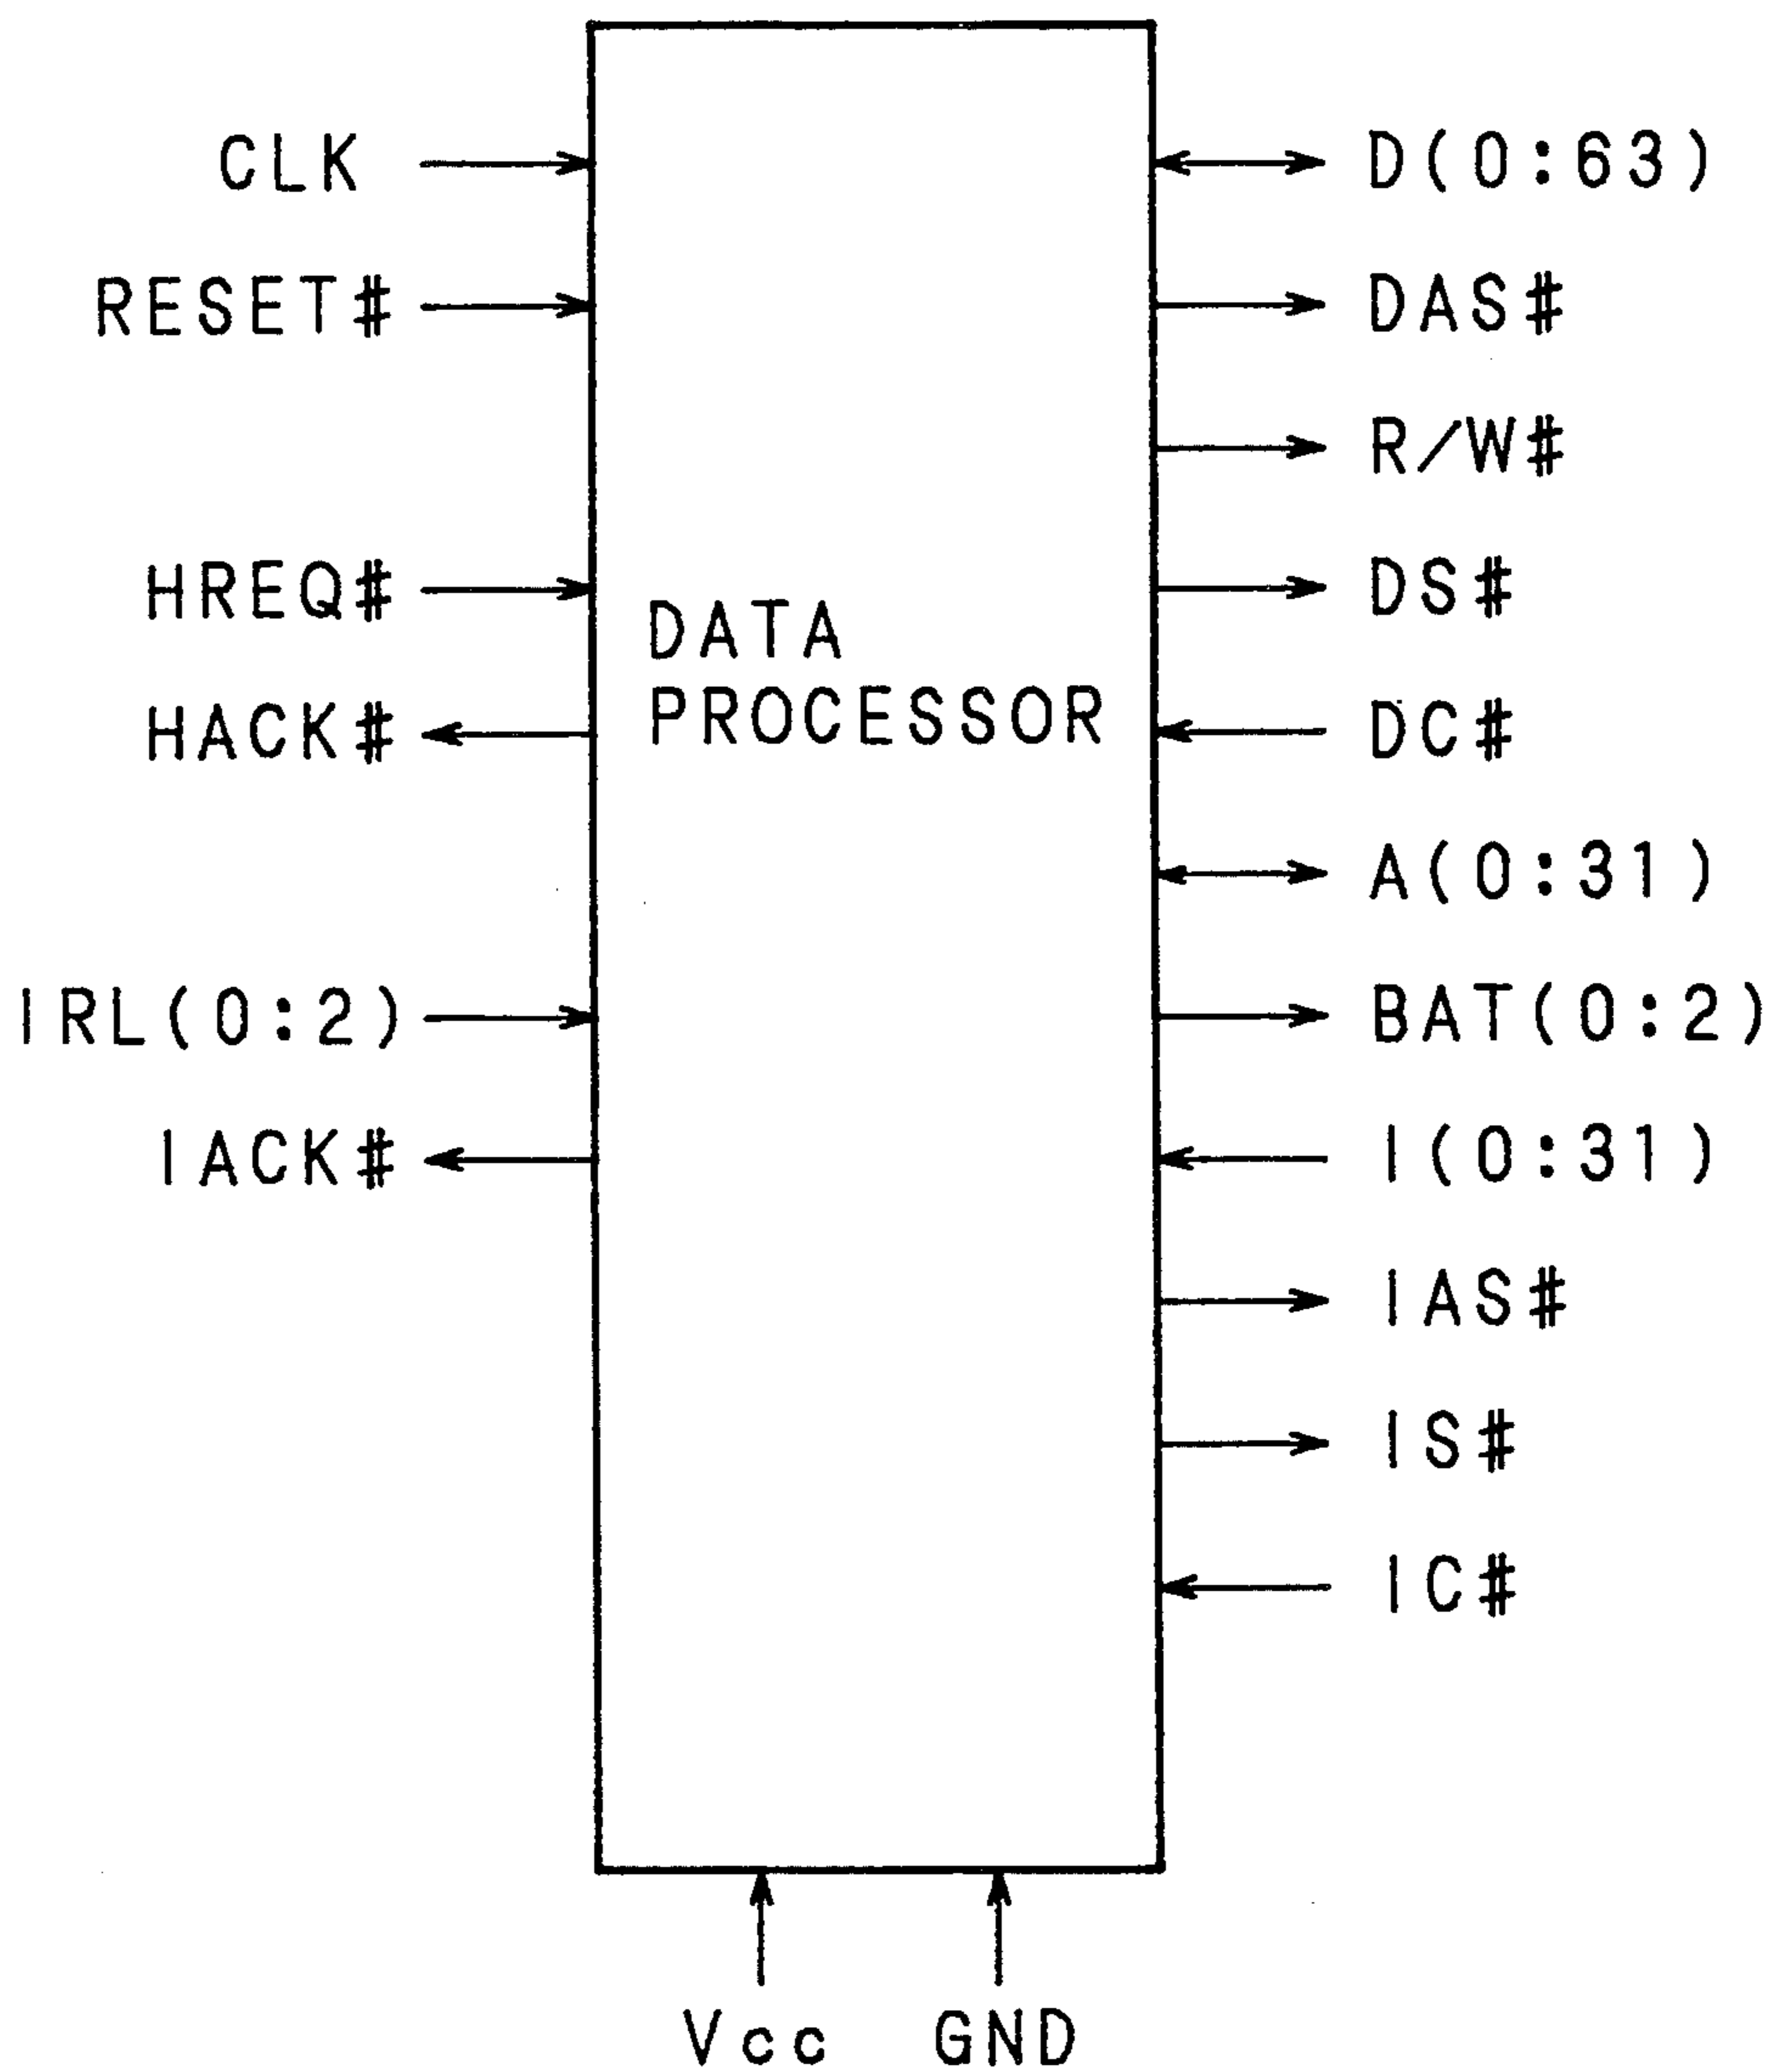 CLK
RESET#
HREQ#
HACK#
IRL(0:2)
IACK#
DATA
PROCESSOR
D(0:63)
DAS#
R/W#
DS#
DC#
A(0:31)
BAT(0:2)
I(0:31)
IAS#
IS#
IC#
Vcc
GND